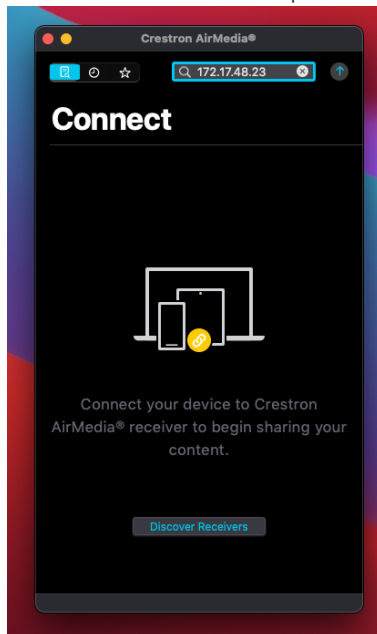 Crestron AirMedia®
172.17.48.23
Connect
Connect your device to Crestron
AirMedia® receiver to begin sharing your
content.
Discover Receivers